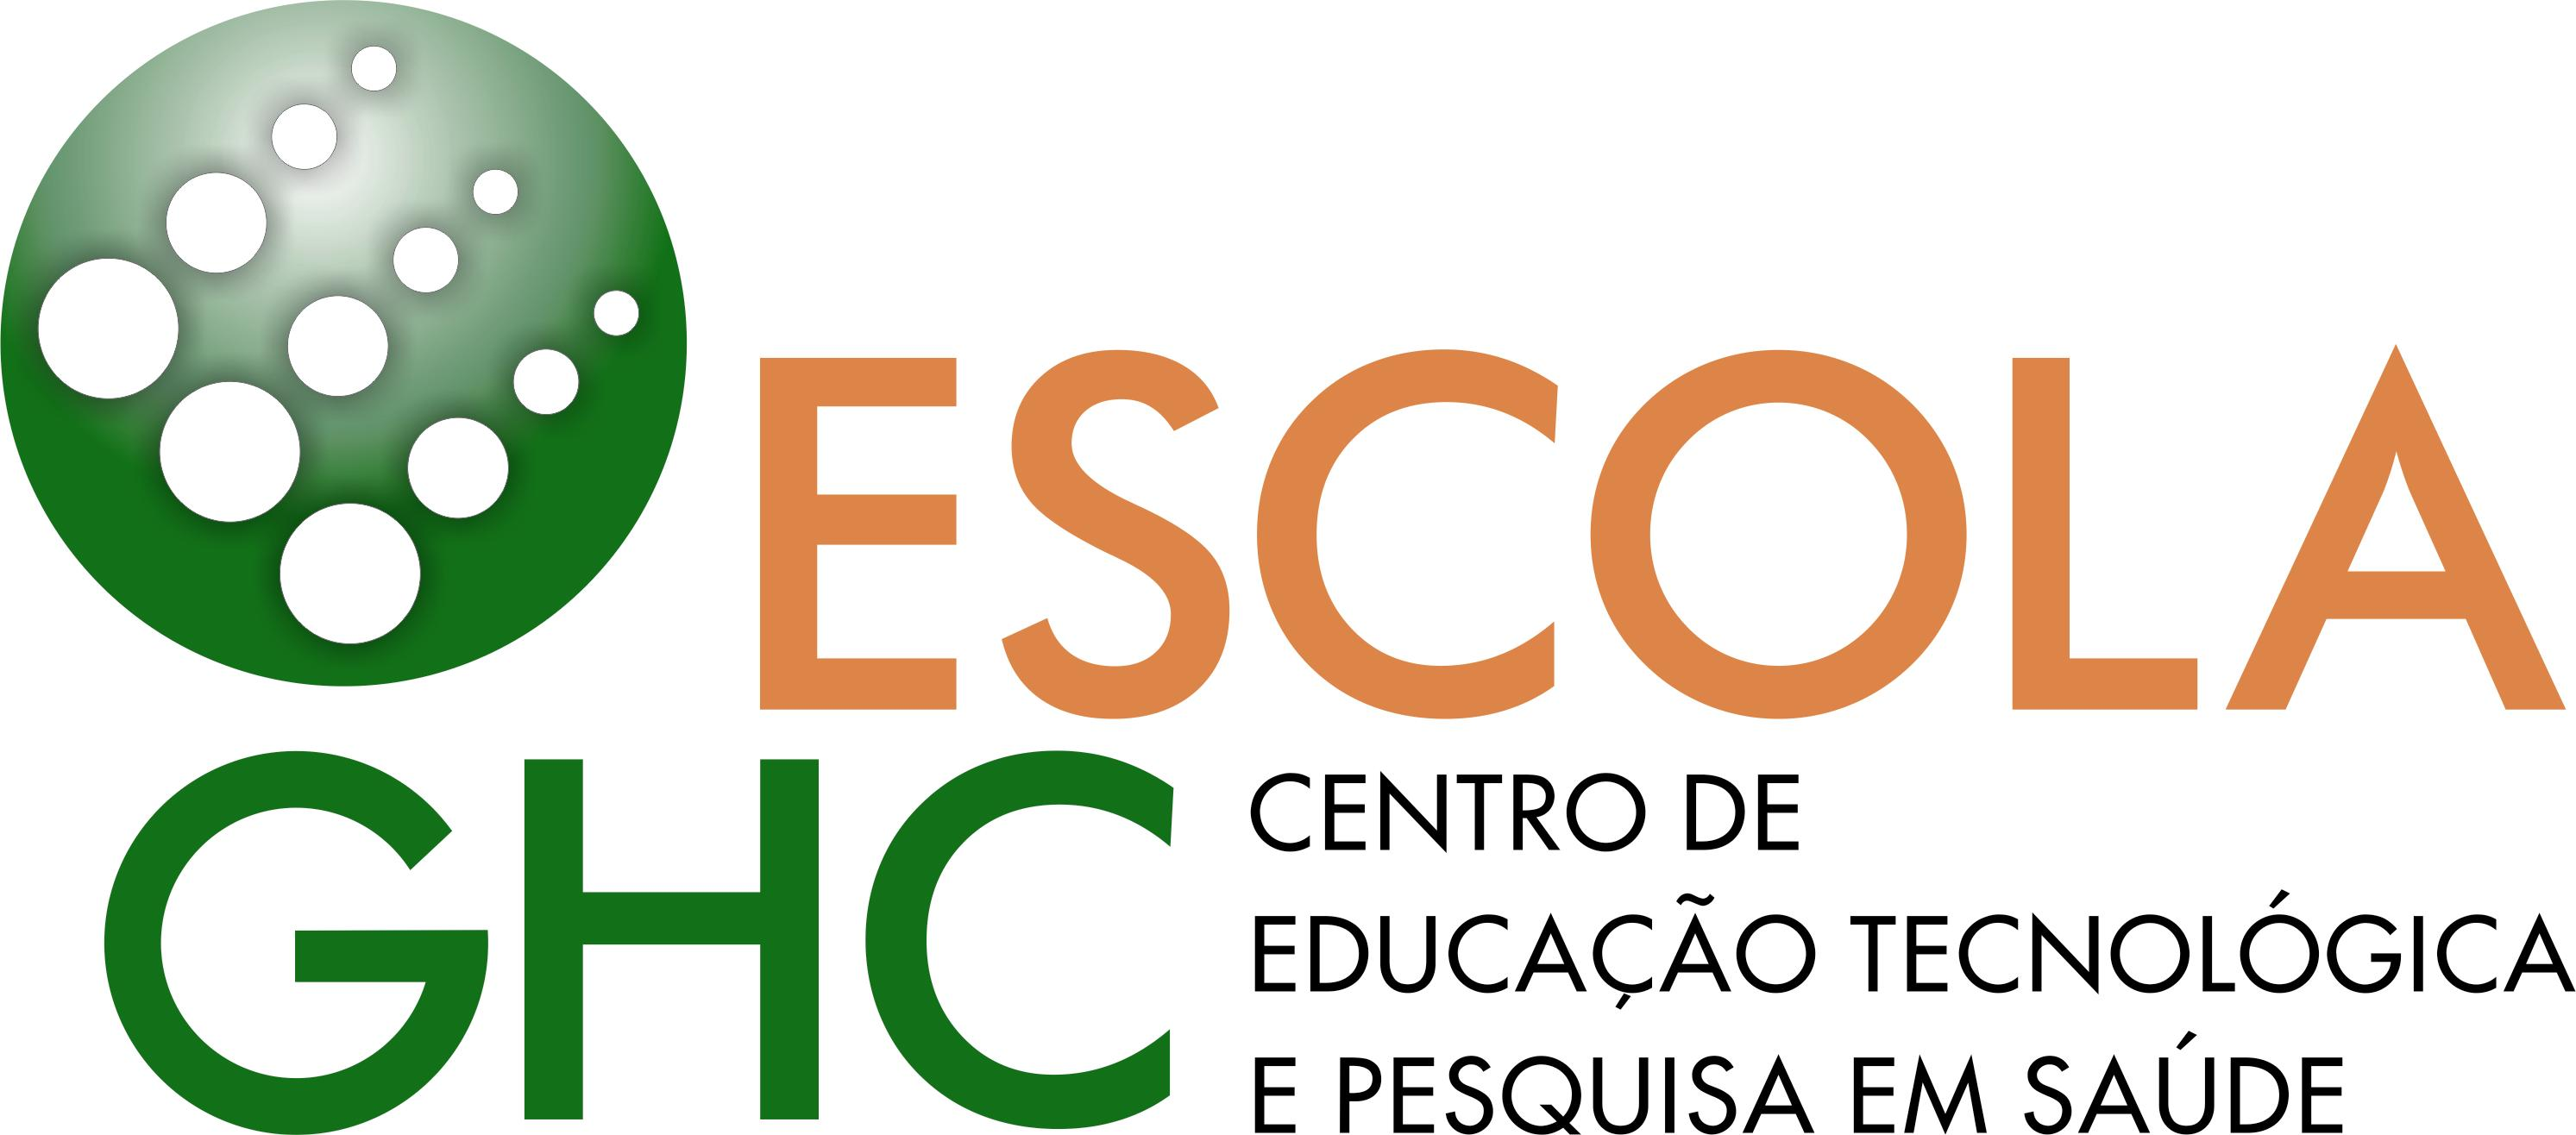 ESCOLA
GHC
CENTRO DE
EDUCAÇÃO TECNOLÓGICA
E PESQUISA EM SAÚDE